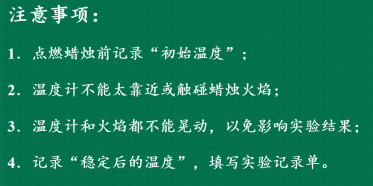 注意事项：
1. 点燃蜡烛前记录“初始温度”；
2. 温度计不能太靠近或触碰蜡烛火焰；
3. 温度计和火焰都不能晃动，以免影响实验结果；
4. 记录“稳定后的温度”，填写实验记录单。